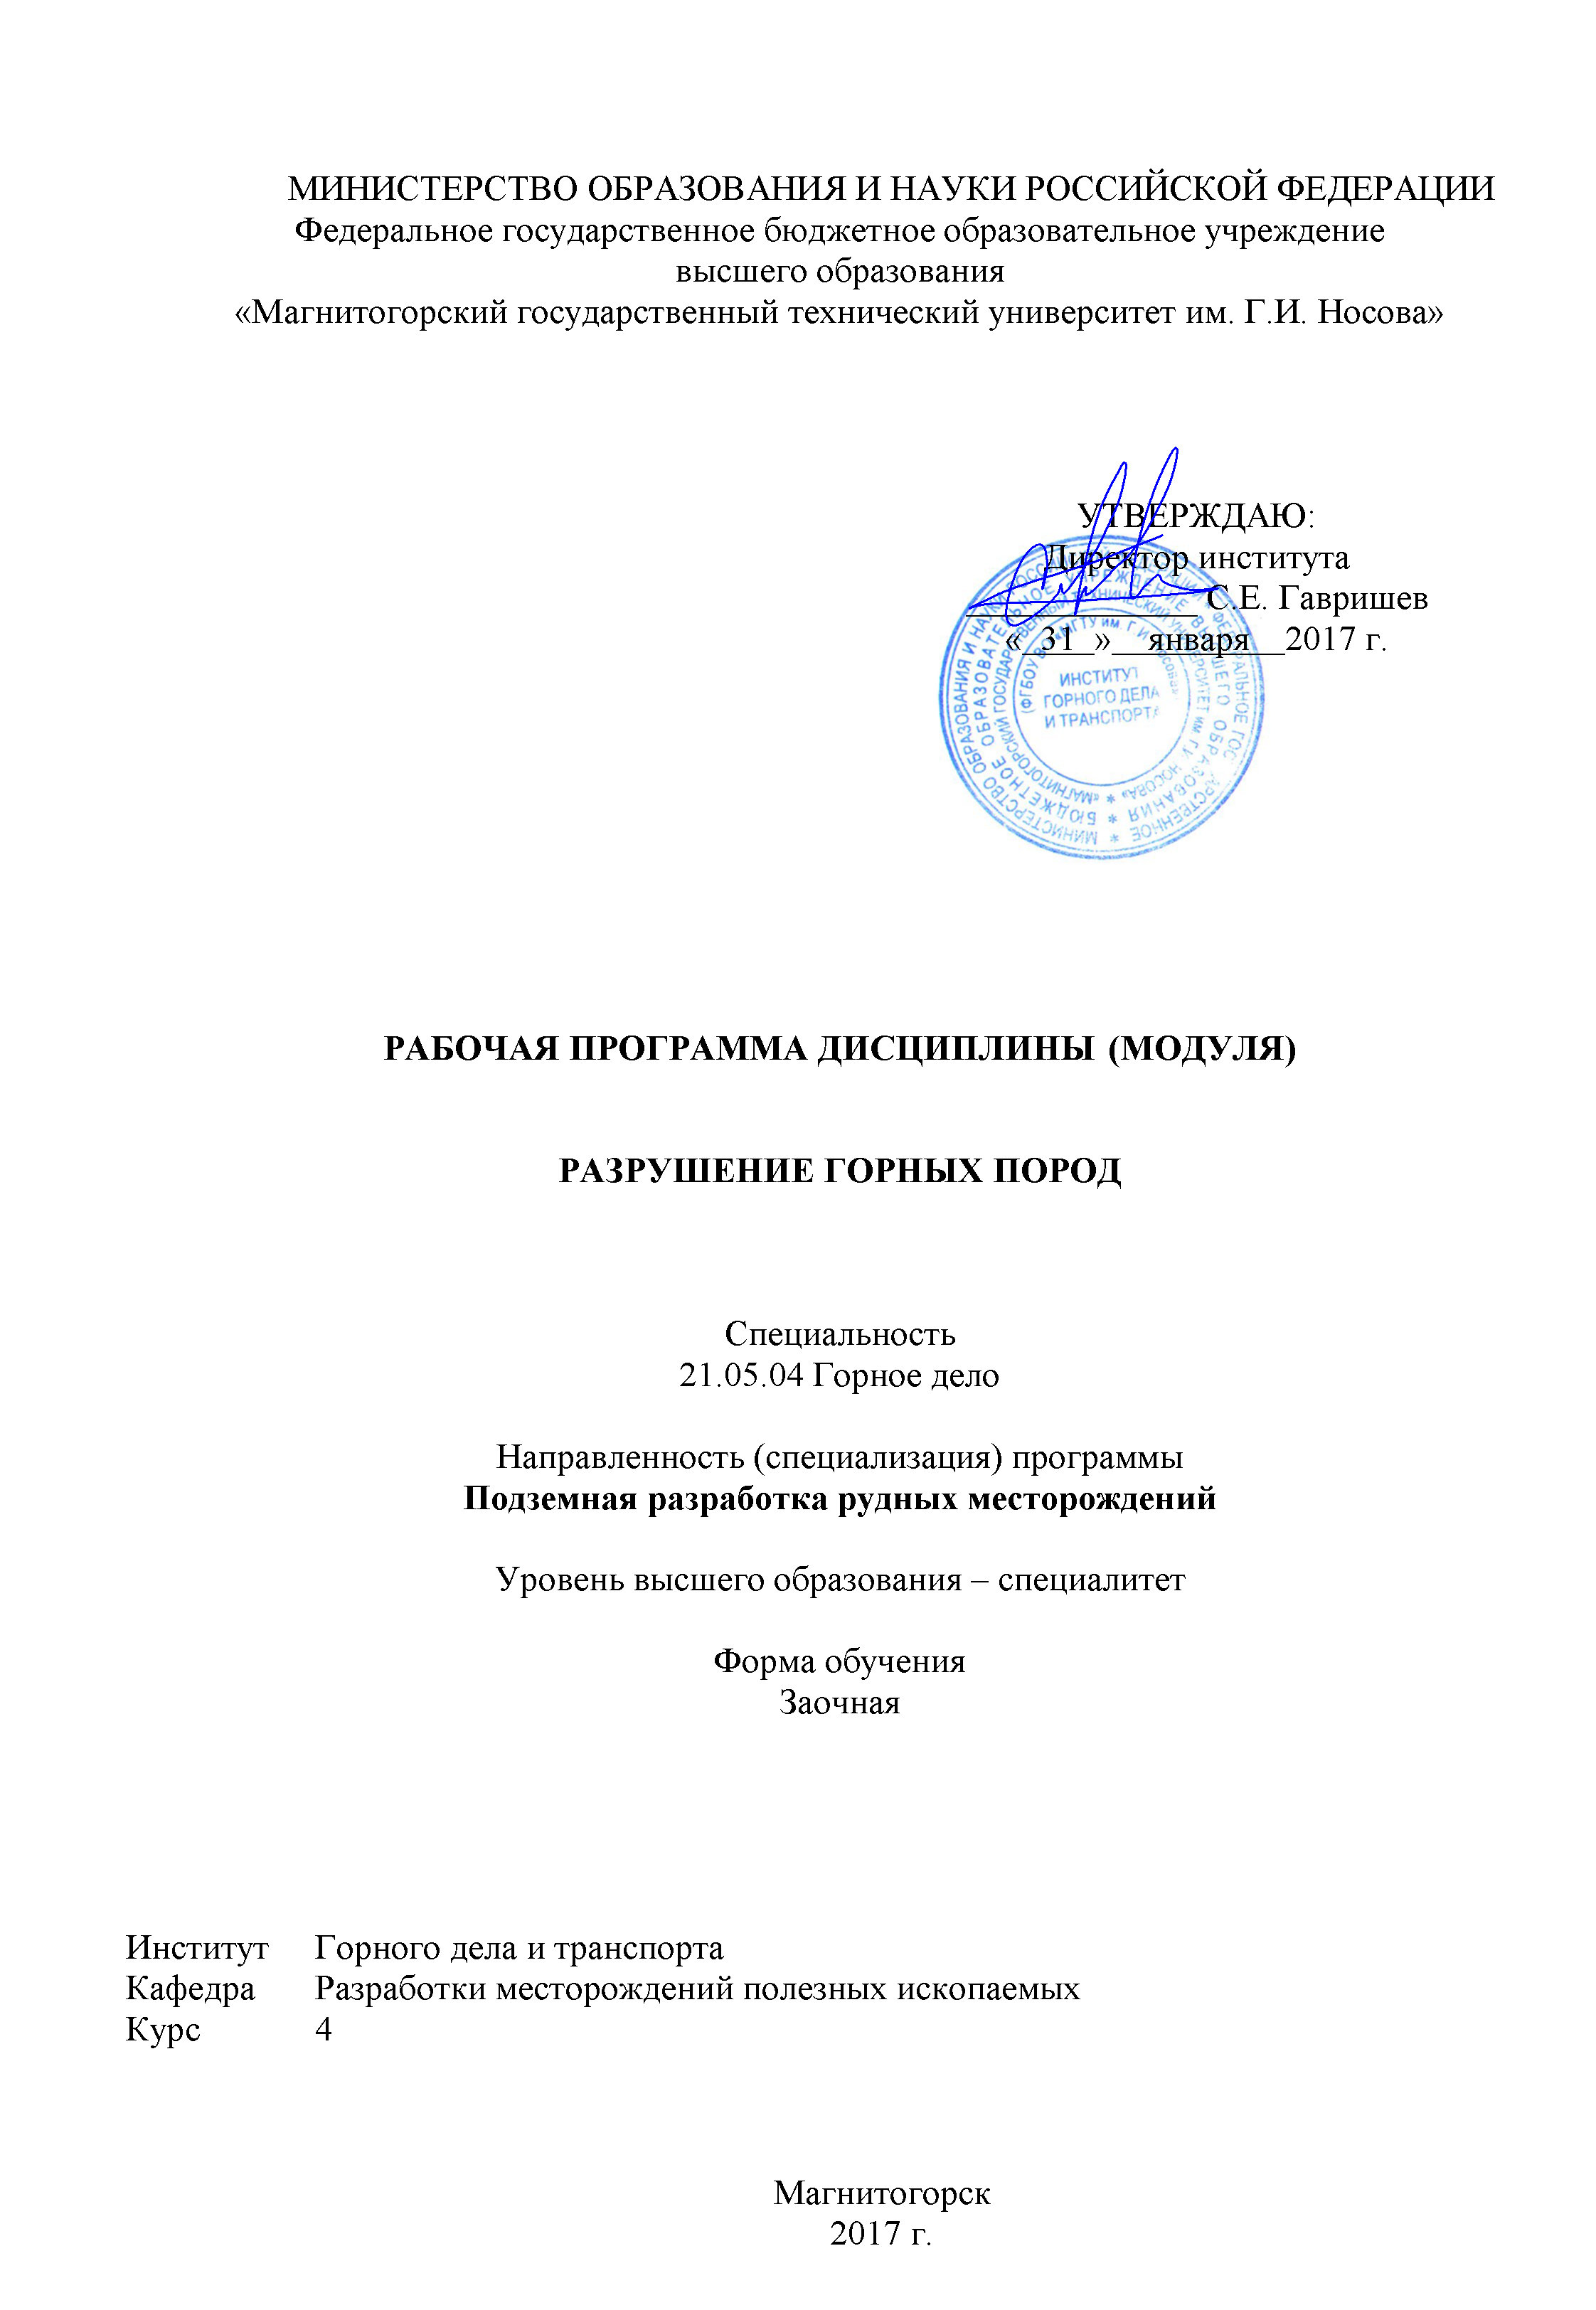 МИНИСТЕРСТВО ОБРАЗОВАНИЯ И НАУКИ РОССИЙСКОЙ ФЕДЕРАЦИИ
Федеральное государственное бюджетное образовательное учреждение
высшего образования
«Магнитогорский государственный технический университет им. Г.И. Носова»
УТВЕРЖДАЮ:
Директор института
_____________ С.Е. Гавришев
«_31_»__января__2017 г.
ИНСТИТУТ
ГОРНОГО ДЕЛА
И ТРАНСПОРТА
РАБОЧАЯ ПРОГРАММА ДИСЦИПЛИНЫ (МОДУЛЯ)
РАЗРУШЕНИЕ ГОРНЫХ ПОРОД
Специальность
21.05.04 Горное дело
Направленность (специализация) программы
Подземная разработка рудных месторождений
Уровень высшего образования – специалитет
Форма обучения
Заочная
Институт Горного дела и транспорта
Кафедра Разработки месторождений полезных ископаемых
Курс 4
Магнитогорск
2017 г.